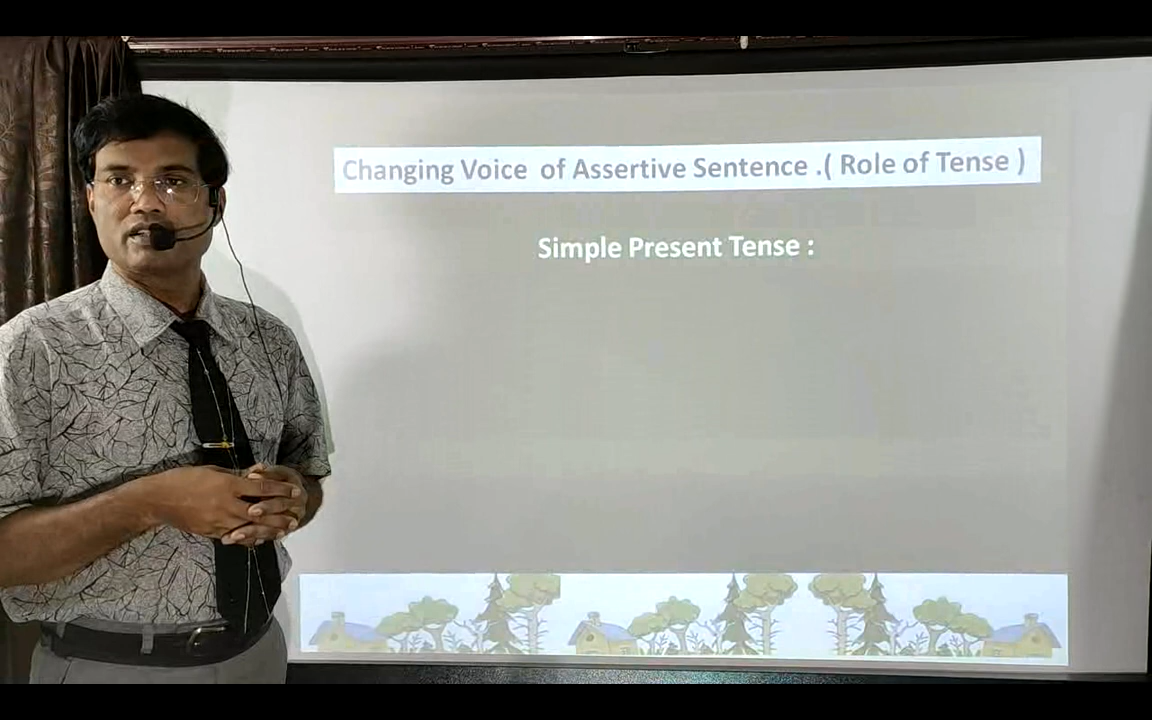 Changing Voice of Assertive Sentence .( Role of Tense )
Simple Present Tense :